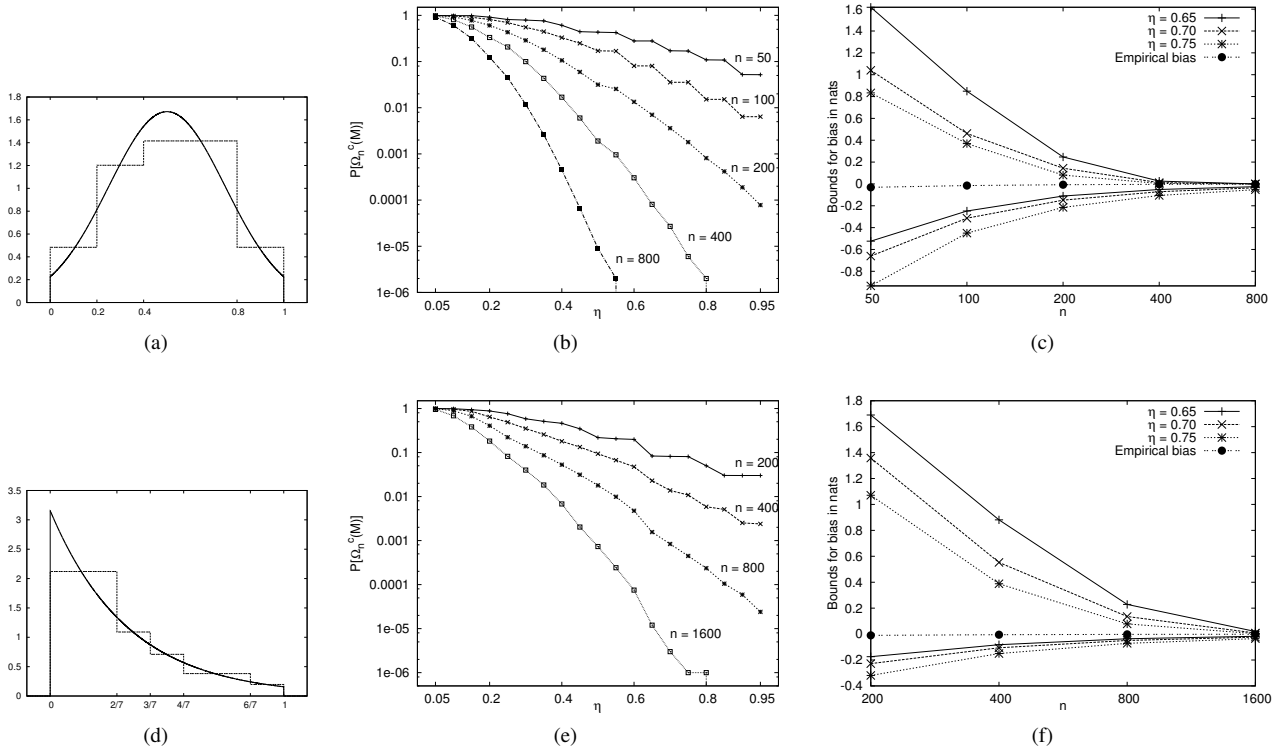 1.8
1.6
1.4
1.2
1
0.8
0.6
0.4
0.2
0
0 0.2 0.4 0.8 1
(a)
1
0.1
0.01
0.001
0.0001
1e-05
1e-06
P[Ω_n^c(M)]
n = 50
n = 100
n = 200
n = 400
n = 800
0.05 0.2 0.4 0.6 0.8 0.95
η
(b)
1.6
1.4
1.2
1
0.8
0.6
0.4
0.2
0
-0.2
-0.4
-0.6
-0.8
Bounds for bias in nats
η = 0.65
η = 0.70
η = 0.75
Empirical bias
50 100 200 400 800
n
(c)
3.5
3
2.5
2
1.5
1
0.5
0
0 2/7 3/7 4/7 6/7 1
(d)
1
0.1
0.01
0.001
0.0001
1e-05
1e-06
P[Ω_n^c(M)]
n = 200
n = 400
n = 800
n = 1600
0.05 0.2 0.4 0.6 0.8 0.95
η
(e)
1.8
1.6
1.4
1.2
1
0.8
0.6
0.4
0.2
0
-0.2
-0.4
Bounds for bias in nats
η = 0.65
η = 0.70
η = 0.75
Empirical bias
200 400 800 1600
n
(f)